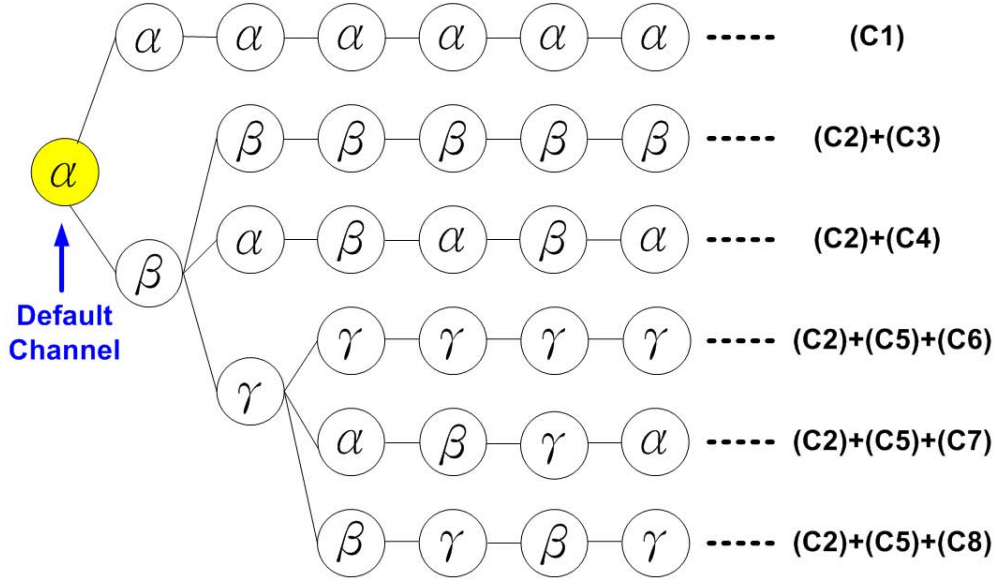 α α α α α α ----- (C1)
β β β β β ----- (C2)+(C3)
α
α β α β α ----- (C2)+(C4)
β
Default
Channel
γ γ γ γ ----- (C2)+(C5)+(C6)
γ
α β γ α ----- (C2)+(C5)+(C7)
β γ β γ ----- (C2)+(C5)+(C8)